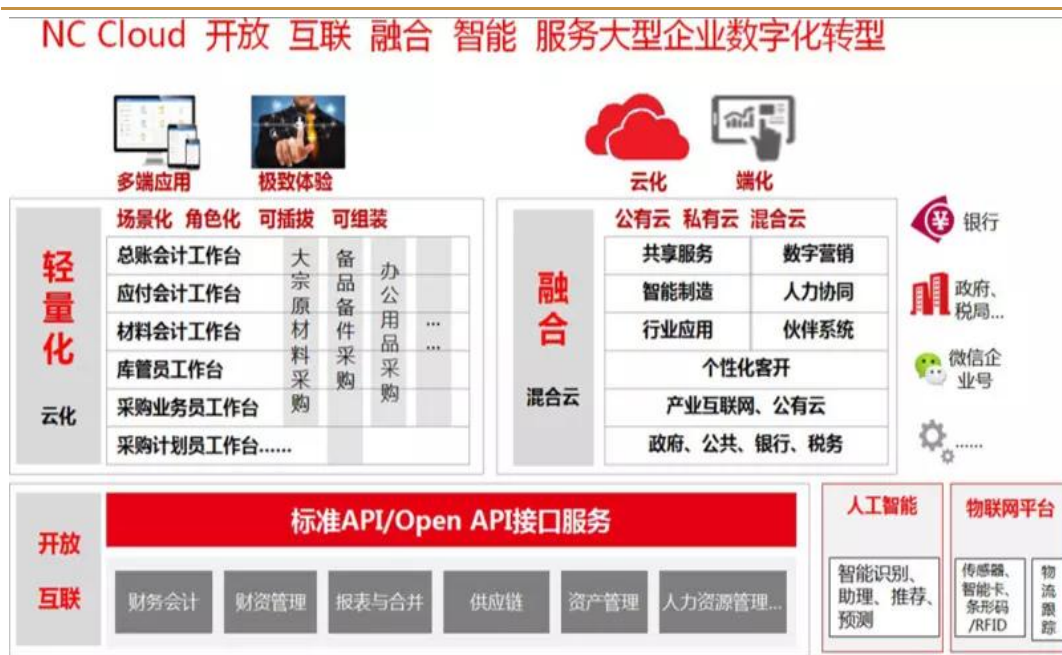 NC Cloud 开放 互联 融合 智能 服务大型企业数字化转型
多端应用
极致体验
云化
端化
轻量化
云化
场景化 角色化 可插拔 可组装
总账会计工作台
应付会计工作台
材料会计工作台
库管员工作台
采购业务员工作台
采购计划员工作台......
大宗原材料采购
备品备件采购
办公用品采购
...
...
融合
混合云
公有云 私有云 混合云
共享服务
数字营销
智能制造
人力协同
行业应用
伙伴系统
个性化客开
产业互联网、公有云
政府、公共、银行、税务
银行
政府、
税局...
微信企
业号
......
开放
互联
标准API/Open API接口服务
财务会计
财资管理
报表与合并
供应链
资产管理
人力资源管理...
人工智能
智能识别、
助理、推荐、
预测
物联网平台
传感器、
智能卡、
条形码
/RFID
物流跟踪